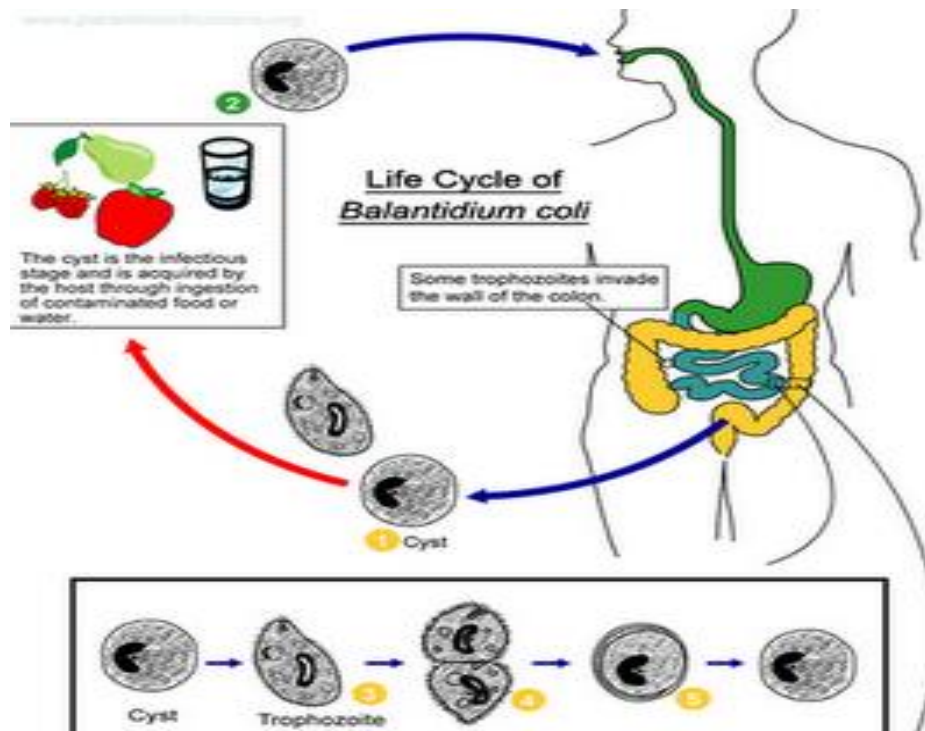 2
Life Cycle of
Balantidium coli
The cyst is the infectious
stage and is acquired by
the host through ingestion
of contaminated food or
water.
Some trophozoites invade
the wall of the colon.
1 Cyst
3
4
5
Cyst
Trophozoite